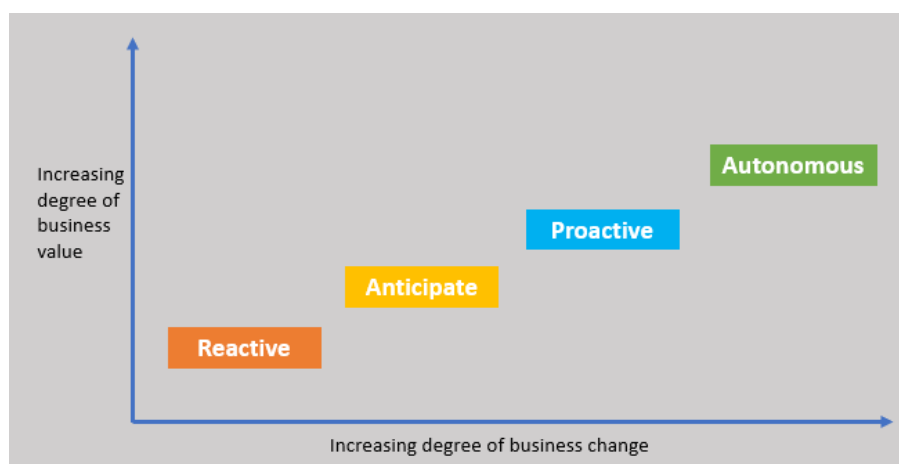 Autonomous
Increasing
degree of
business
value
Proactive
Anticipate
Reactive
Increasing degree of business change